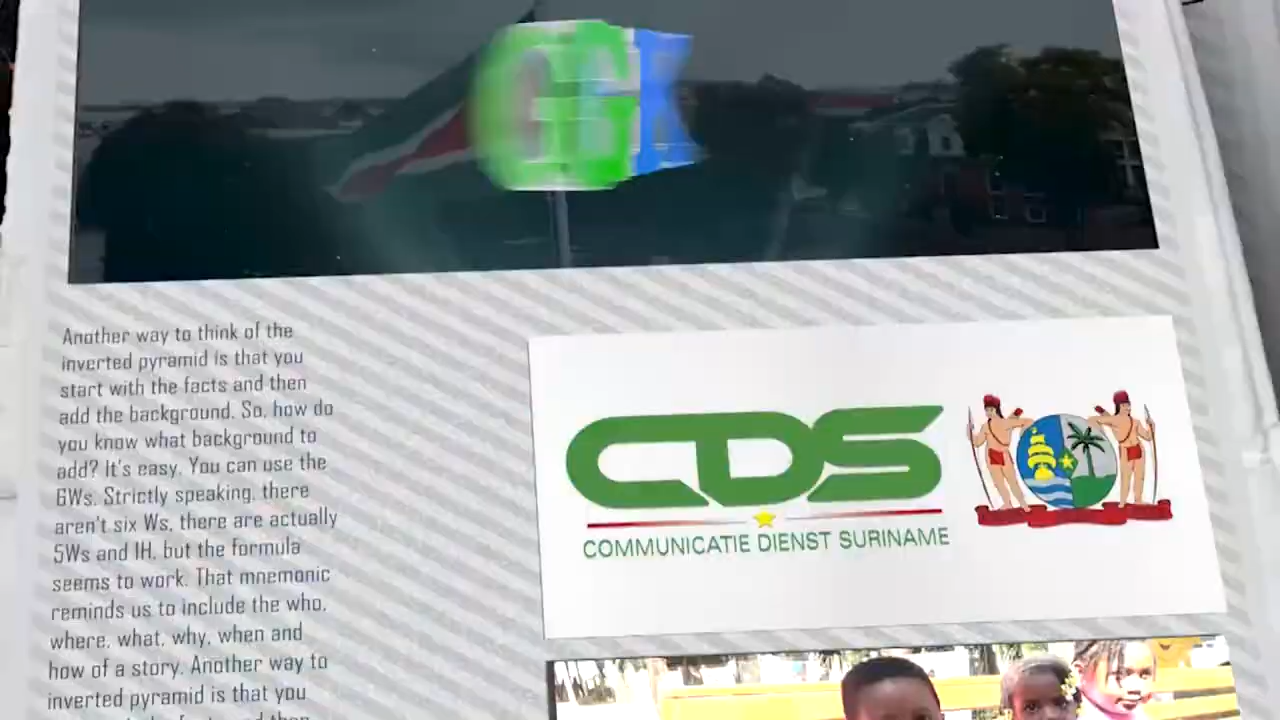 Another way to think of the
inverted pyramid is that you
start with the facts and then
add the background. So, how do
you know what background to
add? It's easy. You can use the
6Ws. Strictly speaking, there
aren't six Ws, there are actually
5Ws and 1H, but the formula
seems to work. That mnemonic
reminds us to include the who,
where, what, why, when and
how of a story. Another way to
inverted pyramid is that you
CDS
COMMUNICATIE DIENST SURINAME